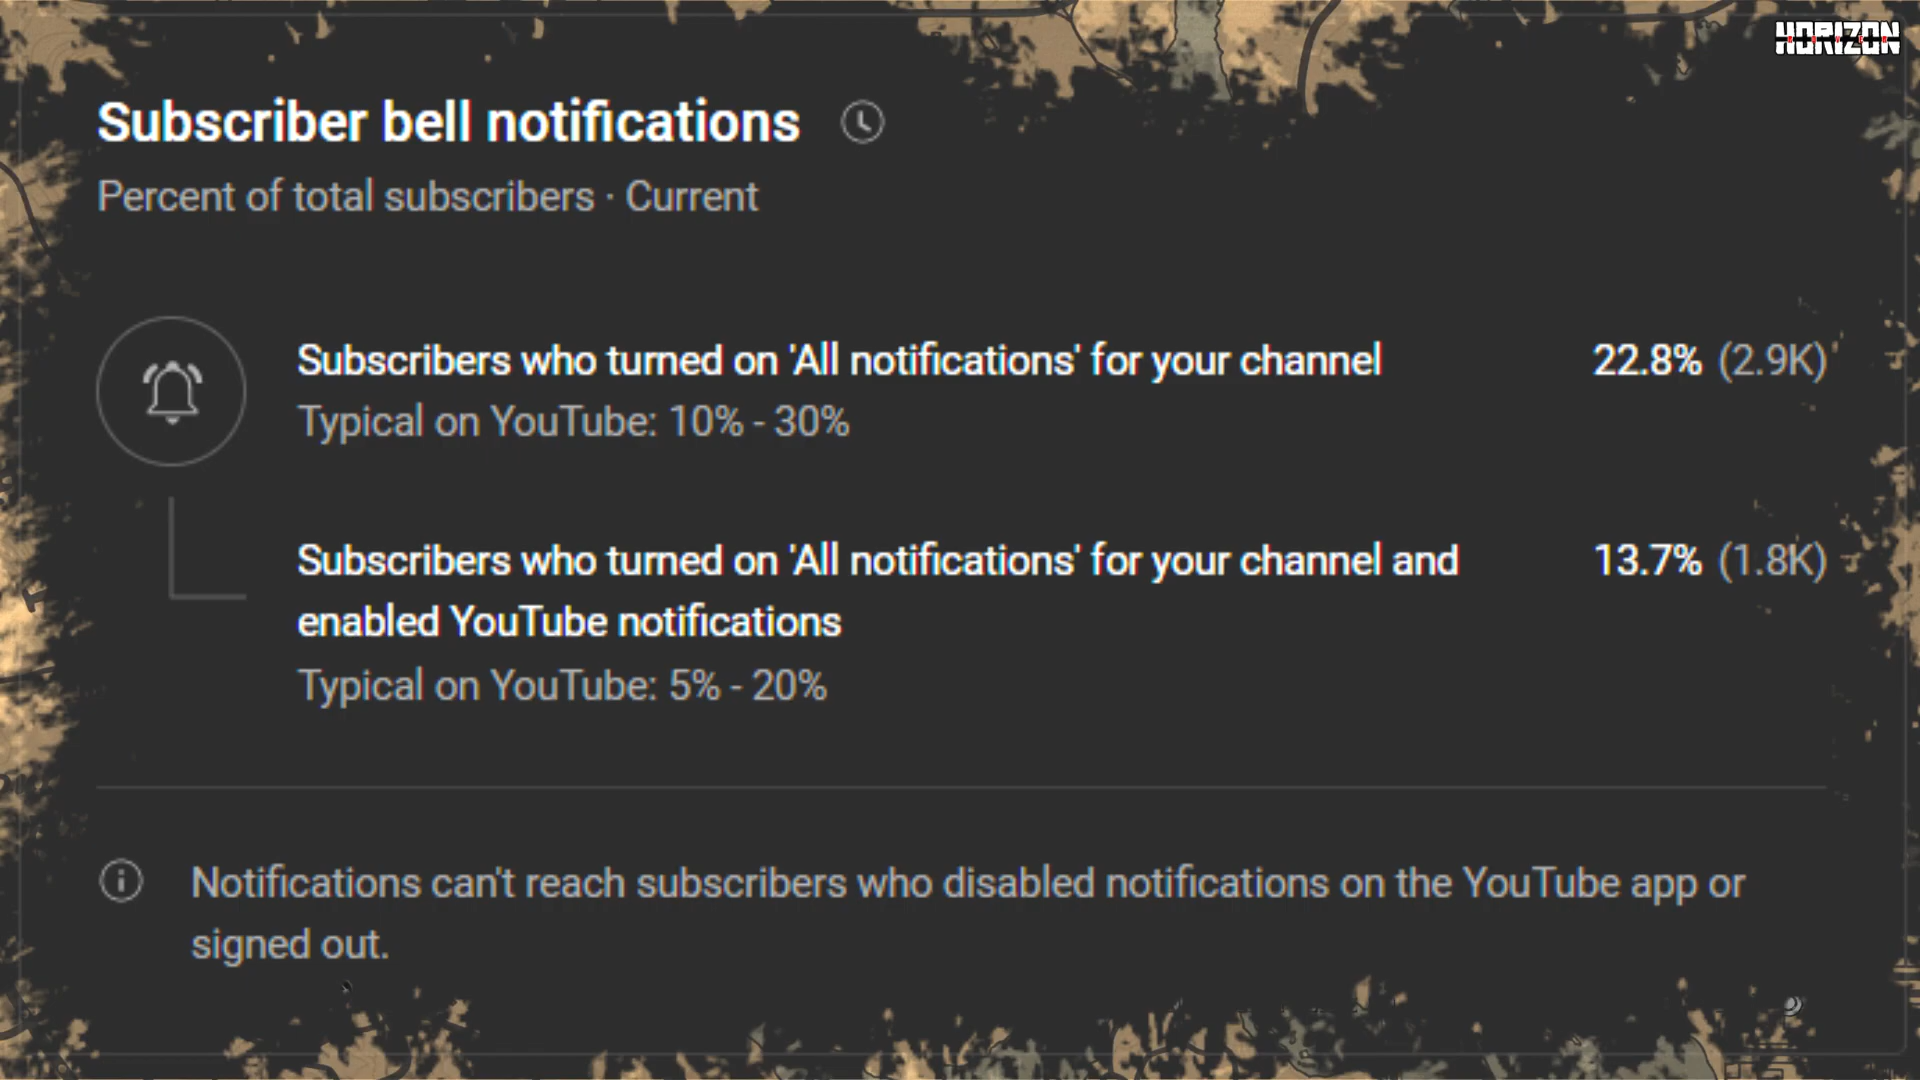 HORIZON
Subscriber bell notifications
Percent of total subscribers · Current
Subscribers who turned on 'All notifications' for your channel 22.8% (2.9K)
Typical on YouTube: 10% - 30%
Subscribers who turned on 'All notifications' for your channel and 13.7% (1.8K)
enabled YouTube notifications
Typical on YouTube: 5% - 20%
Notifications can't reach subscribers who disabled notifications on the YouTube app or
signed out.